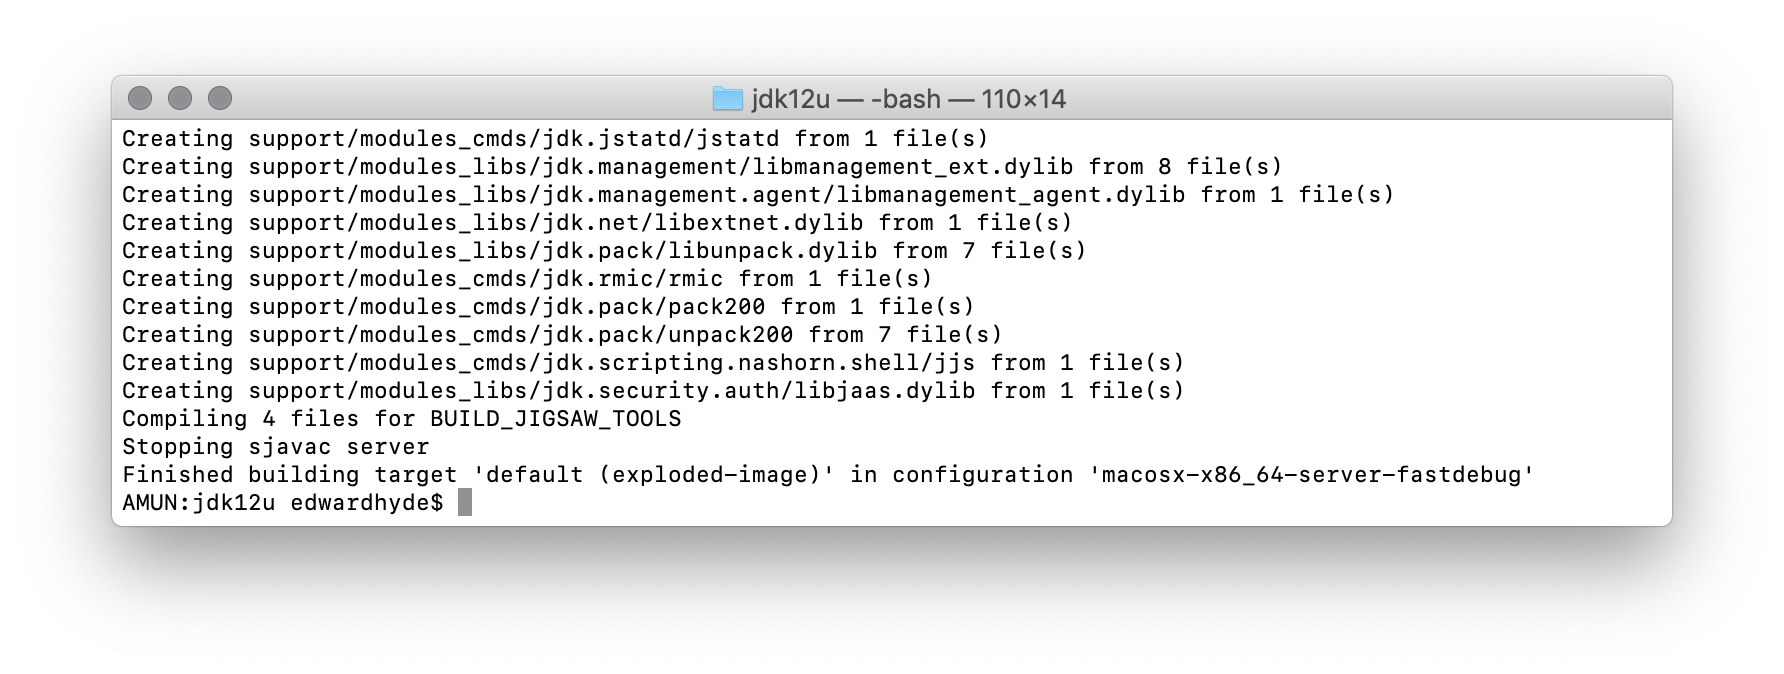 jdk12u — -bash — 110×14
Creating support/modules_cmds/jdk.jstatd/jstatd from 1 file(s)
Creating support/modules_libs/jdk.management/libmanagement_ext.dylib from 8 file(s)
Creating support/modules_libs/jdk.management.agent/libmanagement_agent.dylib from 1 file(s)
Creating support/modules_libs/jdk.net/libextnet.dylib from 1 file(s)
Creating support/modules_libs/jdk.pack/libunpack.dylib from 7 file(s)
Creating support/modules_cmds/jdk.rmic/rmic from 1 file(s)
Creating support/modules_cmds/jdk.pack/pack200 from 1 file(s)
Creating support/modules_cmds/jdk.pack/unpack200 from 7 file(s)
Creating support/modules_cmds/jdk.scripting.nashorn.shell/jjs from 1 file(s)
Creating support/modules_libs/jdk.security.auth/libjaas.dylib from 1 file(s)
Compiling 4 files for BUILD_JIGSAW_TOOLS
Stopping sjavac server
Finished building target 'default (exploded-image)' in configuration 'macosx-x86_64-server-fastdebug'
AMUN:jdk12u edwardhyde$